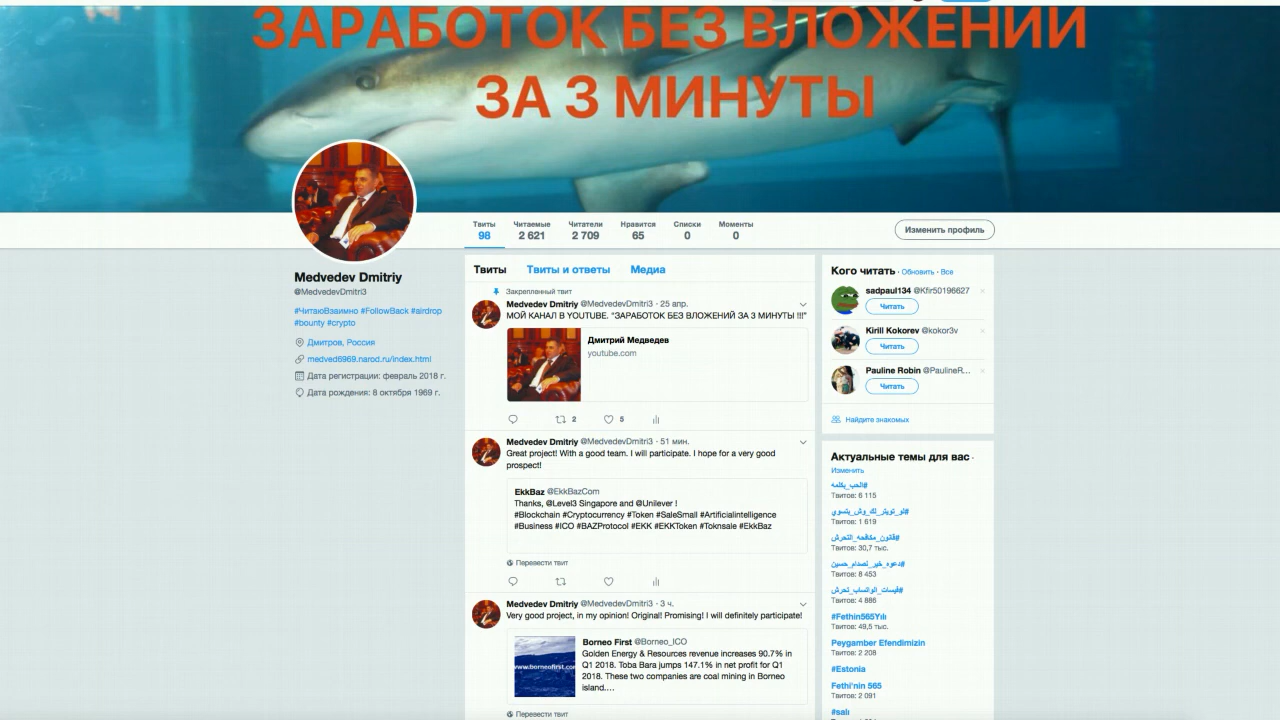 ЗАРАБОТОК БЕЗ ВЛОЖЕНИЙ
ЗА 3 МИНУТЫ
Твиты
98
Читаемые
2 621
Читатели
2 709
Нравится
65
Списки
0
Моменты
0
Изменить профиль
Medvedev Dmitriy
@MedvedevDmitri3
#ЧитаюВзаимно #FollowBack #airdrop
#bounty #crypto
Дмитров, Россия
medved6969.narod.ru/index.html
Дата регистрации: февраль 2018 г.
Дата рождения: 8 октября 1969 г.
Твиты Твиты и ответы Медиа
Закреплённый твит
Medvedev Dmitriy @MedvedevDmitri3 · 25 апр.
МОЙ КАНАЛ В YOUTUBE. "ЗАРАБОТОК БЕЗ ВЛОЖЕНИЙ ЗА 3 МИНУТЫ !!!"
Дмитрий Медведев
youtube.com
2 5
Medvedev Dmitriy @MedvedevDmitri3 · 51 мин.
Great project! With a good team. I will participate. I hope for a very good
prospect!
EkkBaz @EkkBazCom
Thanks, @Level3 Singapore and @Unilever !
#Blockchain #Cryptocurrency #Token #SaleSmall #Artificialintelligence
#Business #ICO #BAZProtocol #EKK #EKKToken #Toknsale #EkkBaz
Перевести твит
Medvedev Dmitriy @MedvedevDmitri3 · 3 ч.
Very good project, in my opinion! Original! Promising! I will definitely participate!
www.borneofirst.com
Borneo First @Borneo_ICO
Golden Energy & Resources revenue increases 90.7% in
Q1 2018. Toba Bara jumps 147.1% in net profit for Q1
2018. These two companies are coal mining in Borneo
island....
Перевести твит
Кого читать · Обновить · Все
sadpaul134 @Kfir50196627
Читать
Kirill Kokorev @kokor3v
Читать
Pauline Robin @PaulineR...
Читать
Найдите знакомых
Актуальные темы для вас ·
Изменить
#الحب_بكلمه
Твитов: 6 115
#لو_تويتر_لك_وش_بتسوي
Твитов: 1 619
#قانون_مكافحه_التحرش
Твитов: 30,7 тыс.
#دعوه_خير_لصدام_حسين
Твитов: 8 453
#قبسات_الواتساب_تحرش
Твитов: 4 886
#Fethin565Yılı
Твитов: 49,5 тыс.
Peygamber Efendimizin
Твитов: 2 208
#Estonia
Fethi'nin 565
Твитов: 2 091
#salı